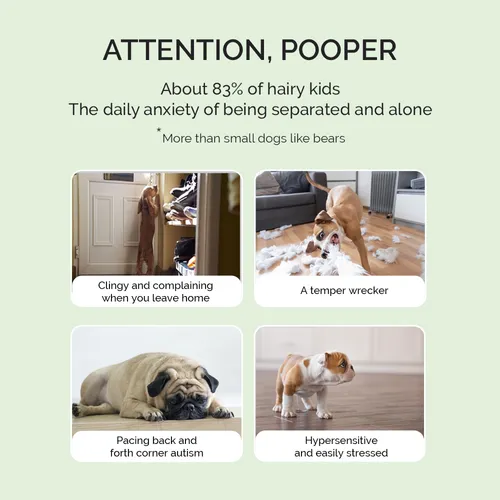 ATTENTION, POOPER
About 83% of hairy kids
The daily anxiety of being separated and alone
*More than small dogs like bears
Clingy and complaining
when you leave home
A temper wrecker
Pacing back and
forth corner autism
Hypersensitive
and easily stressed